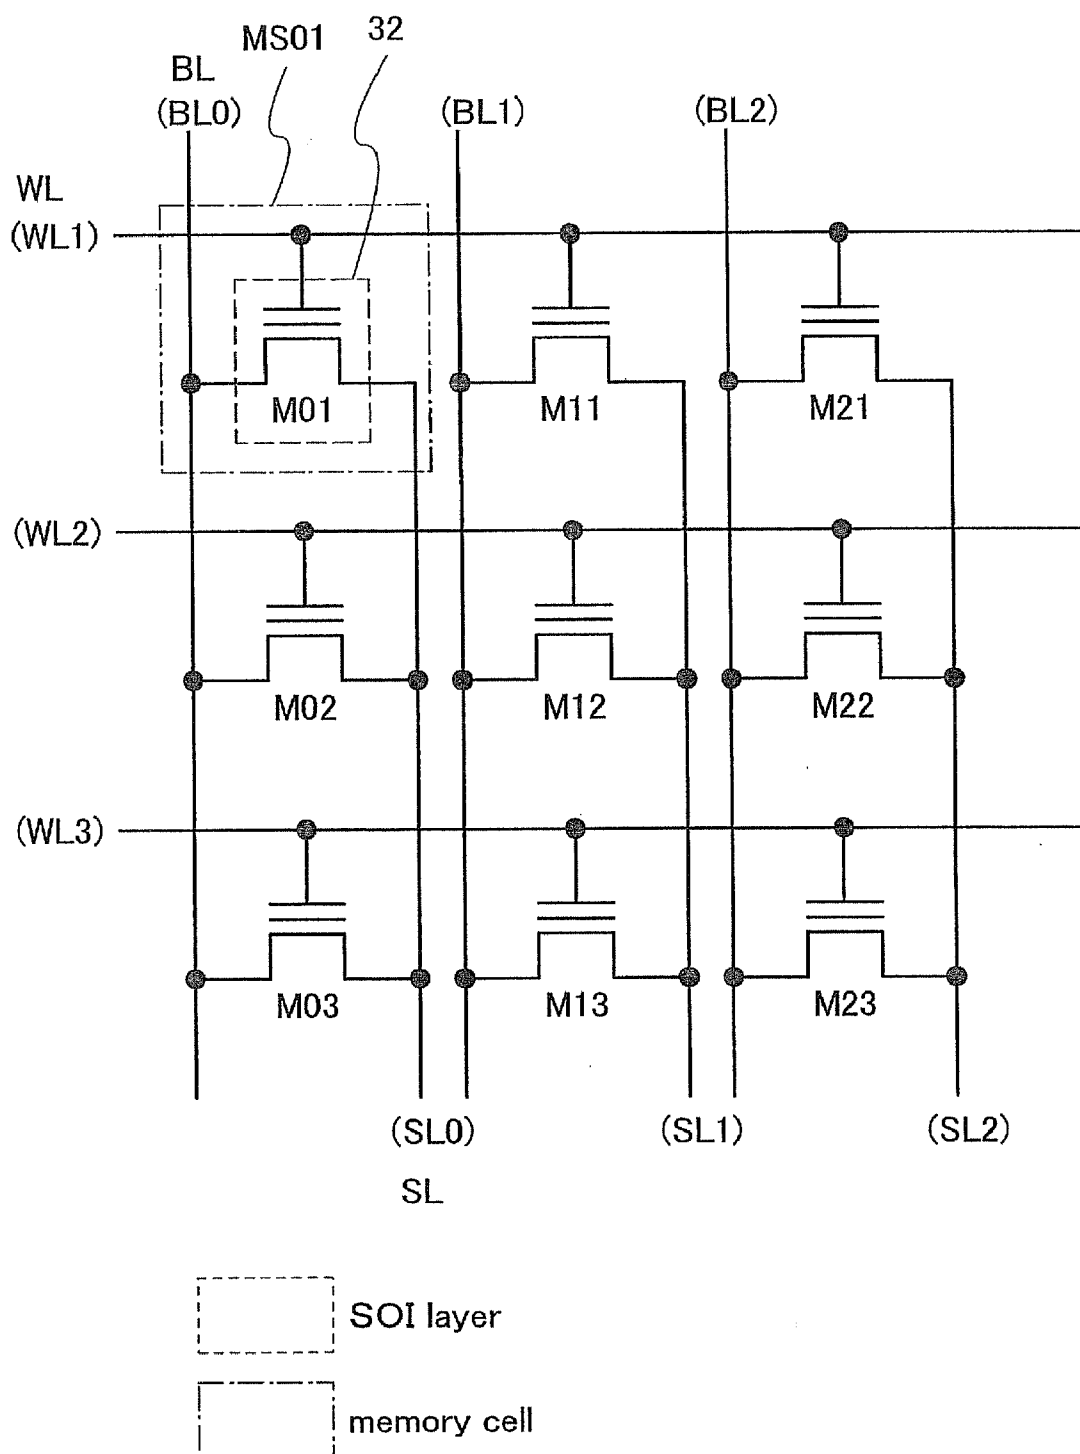 MS01
32
BL
(BL0)
(BL1)
(BL2)
WL
(WL1)
M01
M11
M21
(WL2)
M02
M12
M22
(WL3)
M03
M13
M23
(SL0)
(SL1)
(SL2)
SL
SOI layer
memory cell